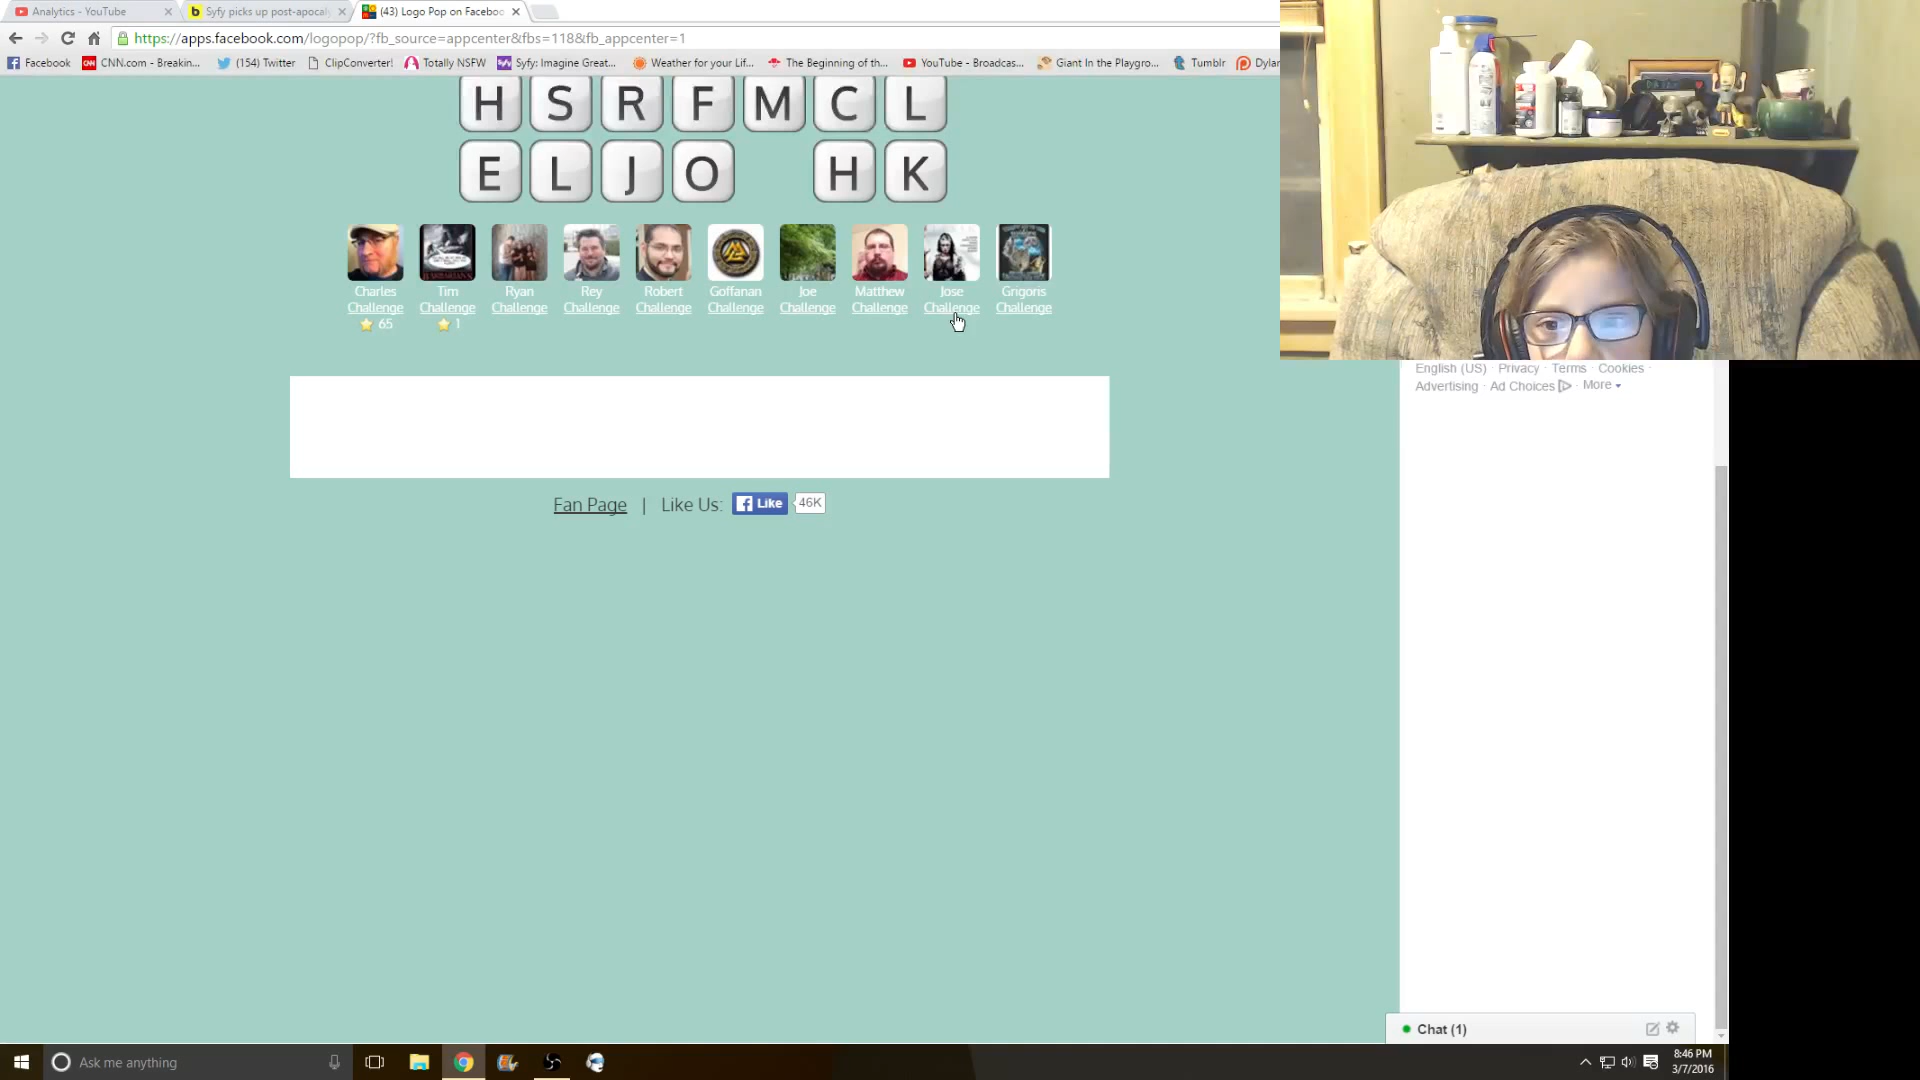 Analytics - YouTube
Syfy picks up post-apocal
(43) Logo Pop on Faceboo
https://apps.facebook.com/logopop/?fb_source=appcenter&fbs=118&fb_appcenter=1
Facebook
CNN.com - Breakin...
(154) Twitter
ClipConverter!
Totally NSFW
Syfy: Imagine Great...
Weather for your Lif...
The Beginning of th...
YouTube - Broadcas...
Giant In the Playgro...
Tumblr
Dylan
H S R F M C L
E L J O H K
Charles Tim Ryan Rey Robert Goffanan Joe Matthew Jose Grigoris
Challenge Challenge Challenge Challenge Challenge Challenge Challenge Challenge Challenge Challenge
65 1
English (US) · Privacy · Terms · Cookies ·
Advertising · Ad Choices · More
Fan Page | Like Us: Like 46K
Chat (1)
Ask me anything
8:46 PM
3/7/2016